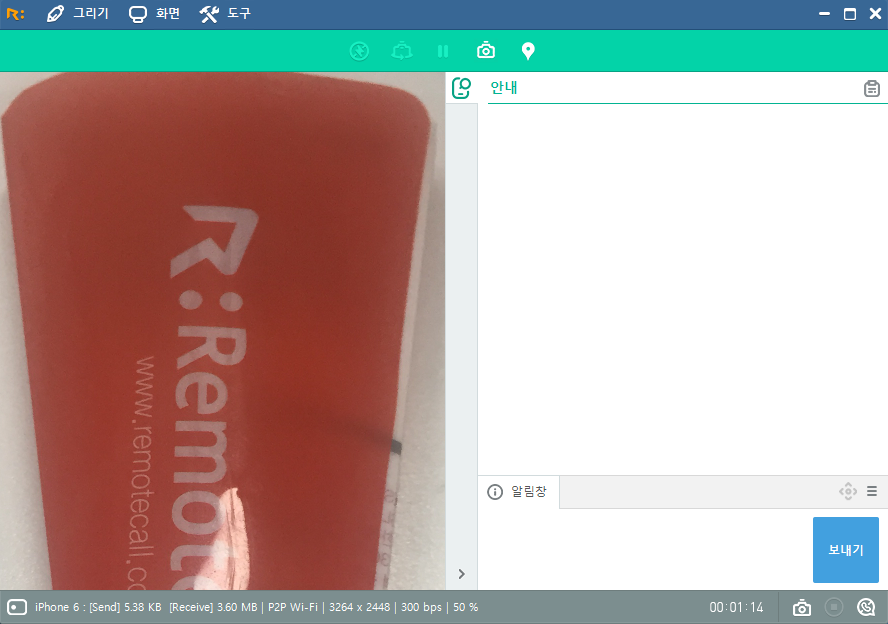 R: 그리기 화면 도구
안내
R:Remote
www.remotecall.co
알림창
보내기
iPhone 6 : [Send] 5.38 KB [Receive] 3.60 MB | P2P Wi-Fi | 3264 x 2448 | 300 bps | 50 %
00:01:14